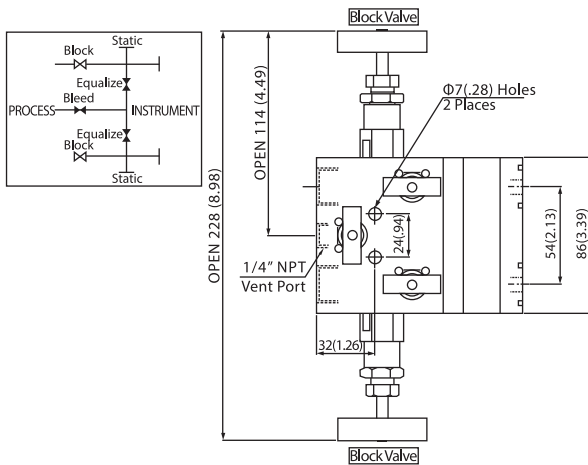 Static
Block
Equalize
Bleed
PROCESS
INSTRUMENT
Equalize
Block
Static
Block Valve
OPEN 228 (8.98)
OPEN 114 (4.49)
Φ7(.28) Holes
2 Places
24(.94)
54(2.13)
86(3.39)
1/4” NPT
Vent Port
32(1.26)
Block Valve